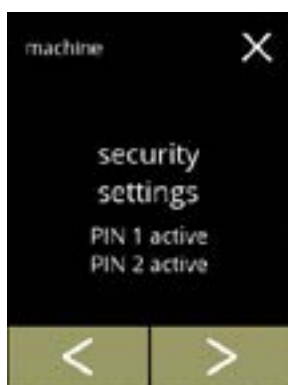 machine
security
settings
PIN 1 active
PIN 2 active